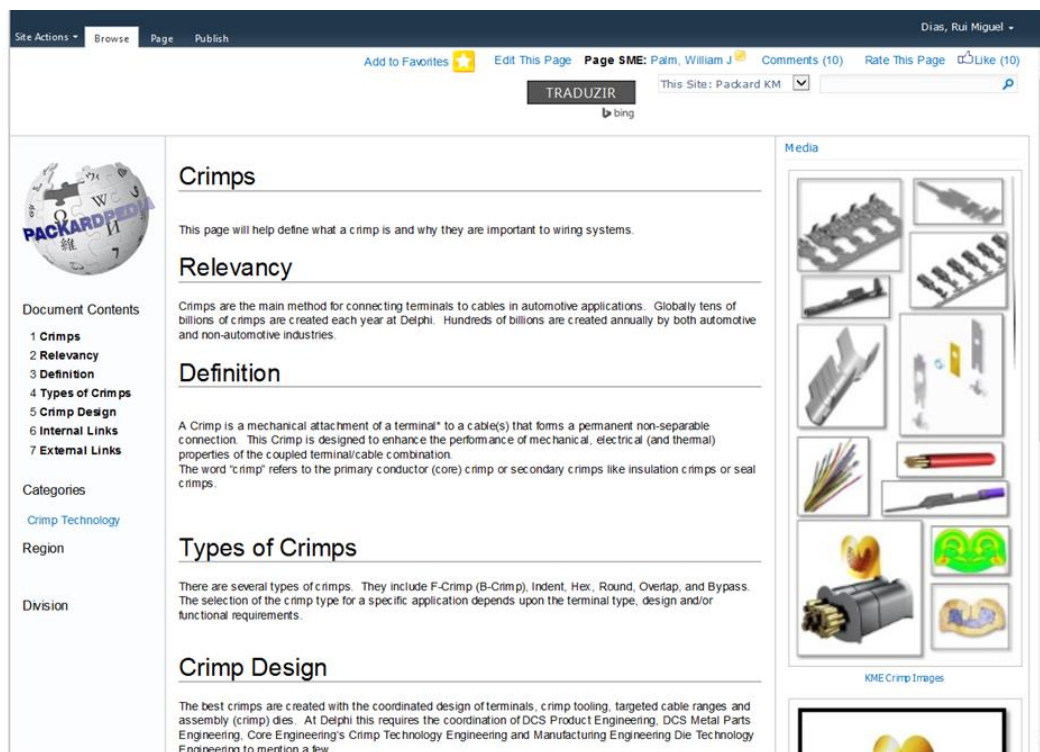 Dias, Rui Miguel
Site Actions Browse Page Publish
Add to Favorites Edit This Page Page SME: Palm, William J Comments (10) Rate This Page Like (10)
TRADUZIR This Site: Packard KM
bing
PACKARDPEDIA
Document Contents
1 Crimps
2 Relevancy
3 Definition
4 Types of Crimps
5 Crimp Design
6 Internal Links
7 External Links
Categories
Crimp Technology
Region
Division
Crimps
This page will help define what a crimp is and why they are important to wiring systems.
Relevancy
Crimps are the main method for connecting terminals to cables in automotive applications. Globally tens of
billions of crimps are created each year at Delphi. Hundreds of billions are created annually by both automotive
and non-automotive industries.
Definition
A Crimp is a mechanical attachment of a terminal* to a cable(s) that forms a permanent non-separable
connection. This Crimp is designed to enhance the perfomance of mechanical, electrical (and thermal)
properties of the coupled terminal/cable combination.
The word "crimp" refers to the primary conductor (core) crimp or secondary crimps like insulation crimps or seal
crimps.
Types of Crimps
There are several types of crimps. They include F-Crimp (B-Crimp), Indent, Hex, Round, Overlap, and Bypass.
The selection of the crimp type for a specific application depends upon the terminal type, design and/or
functional requirements.
Crimp Design
The best crimps are created with the coordinated design of terminals, crimp tooling, targeted cable ranges and
assembly (crimp) dies. At Delphi this requires the coordination of DCS Product Engineering, DCS Metal Parts
Engineering, Core Engineering's Crimp Technology Engineering and Manufacturing Engineering Die Technology
Engineering to mention a few.
Media
KME Crimp Images